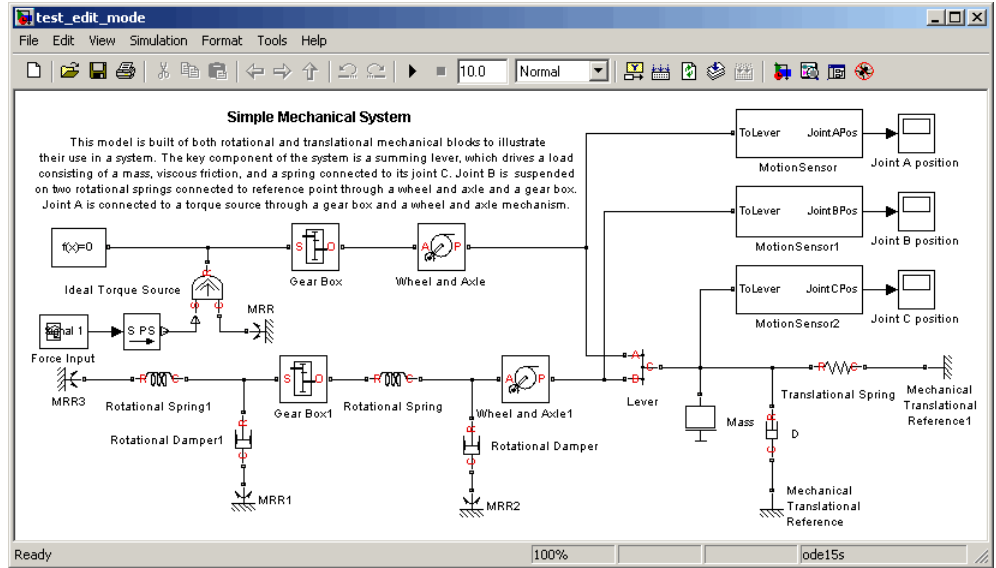 test_edit_mode
File Edit View Simulation Format Tools Help
10.0 Normal
Simple Mechanical System
This model is built of both rotational and translational mechanical blocks to illustrate
their use in a system. The key component of the system is a summing lever, which drives a load
consisting of a mass, viscous friction, and a spring connected to its joint C. Joint B is suspended
on two rotational springs connected to reference point through a wheel and axle and a gear box.
Joint A is connected to a torque source through a gear box and a wheel and axle mechanism.
ToLever JointAPos
MotionSensor
Joint A position
ToLever JointBPos
MotionSensor1
Joint B position
ToLever JointCPos
MotionSensor2
Joint C position
f(x)=0
S O
Gear Box
A P
Wheel and Axle
Ideal Torque Source
R
S C
MRR
Signal 1
Force Input
S PS
MRR3
R C
Rotational Spring1
S O
Gear Box1
R C
Rotational Spring
A P
Wheel and Axle1
A
B
C
Lever
Mass
R C
Translational Spring
Mechanical
Translational
Reference1
R
C
Rotational Damper1
MRR1
R
C
Rotational Damper
MRR2
R
C
D
Mechanical
Translational
Reference
Ready 100% ode15s